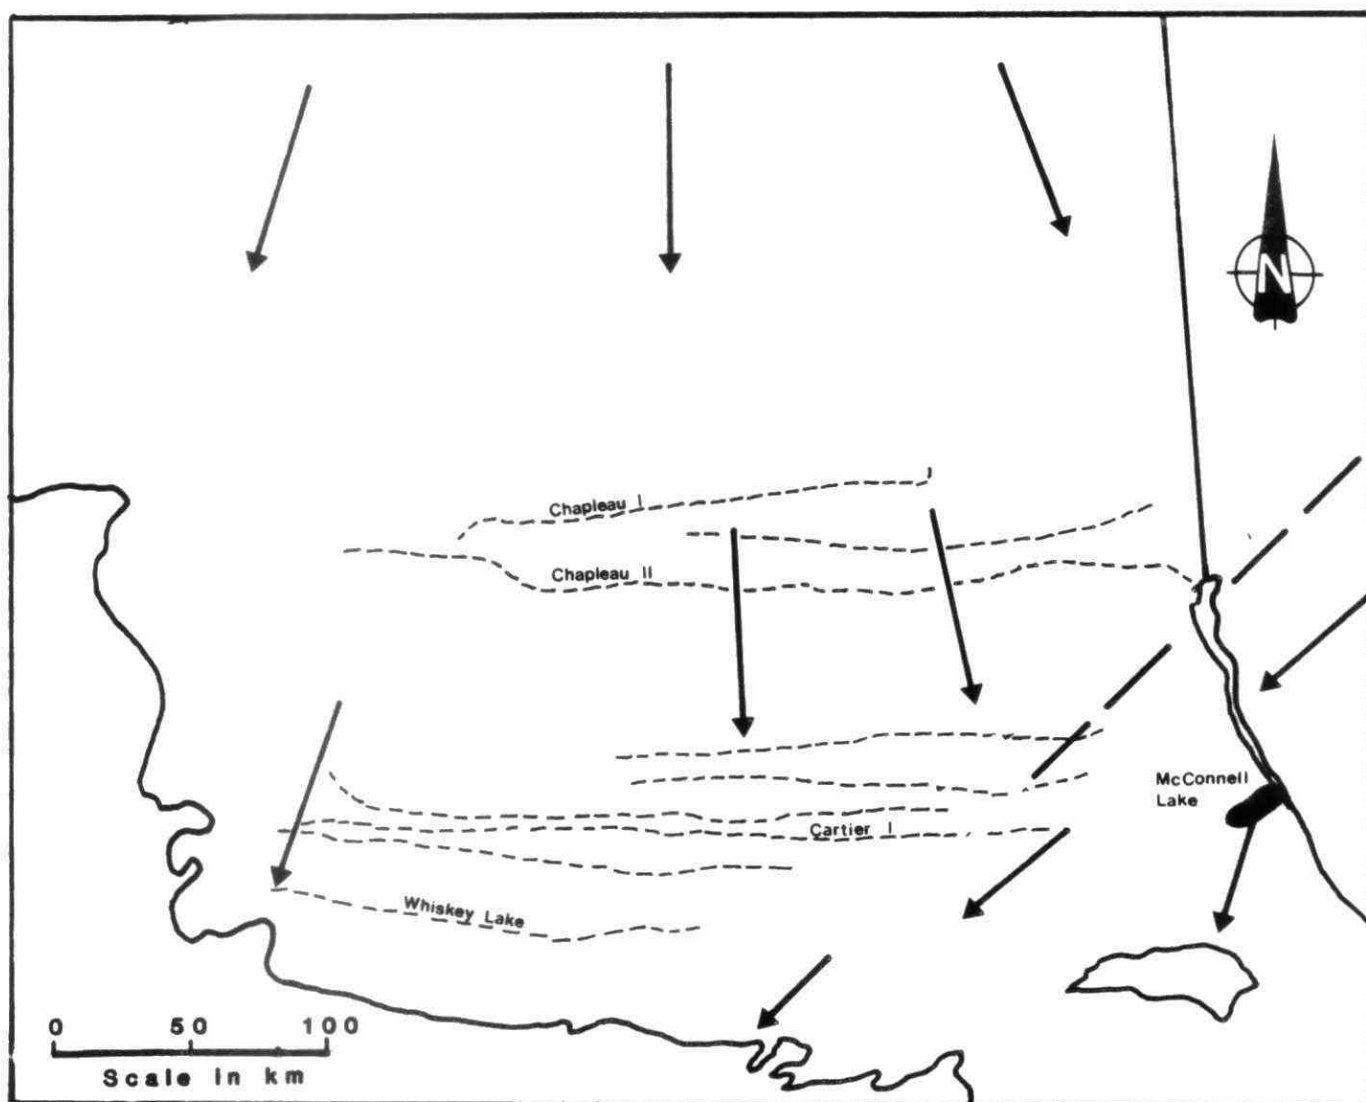 N
Chapleau I
Chapleau II
McConnell
Lake
Cartier I
Whiskey Lake
0 50 100
Scale in km